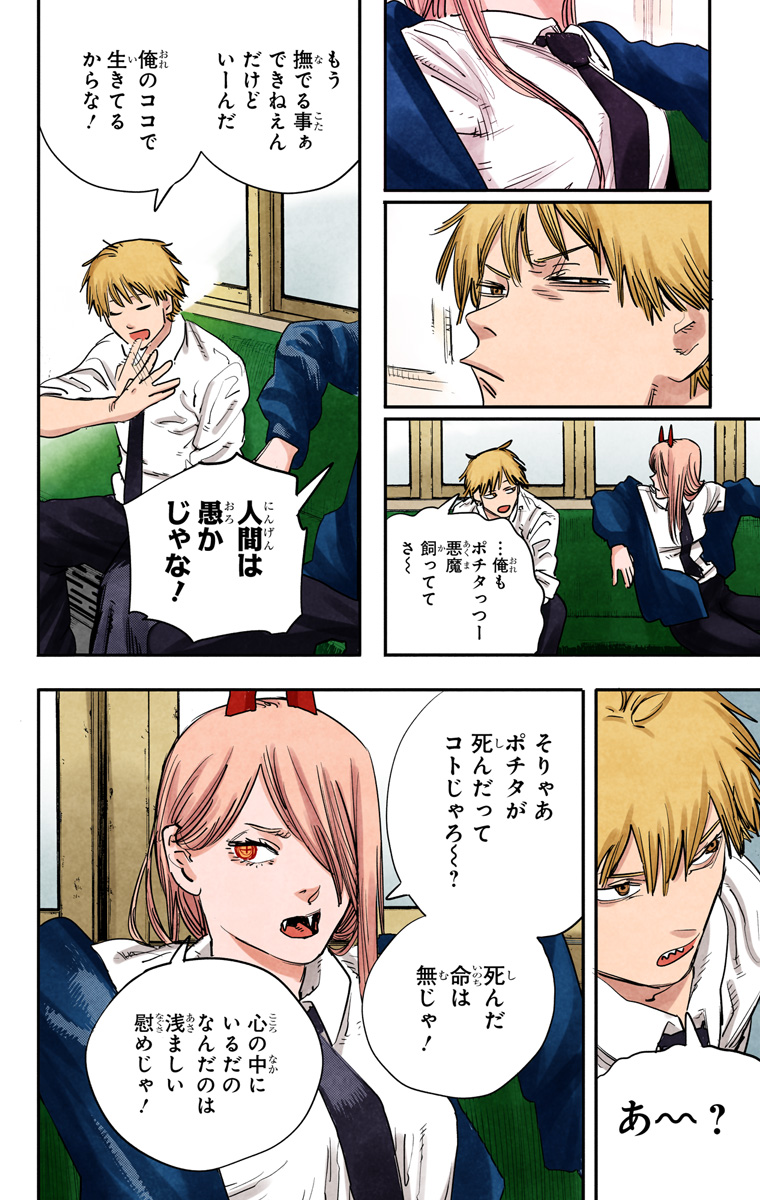 …俺も
ポチタっつー
悪魔
飼ってて
さ〜
もう
撫でる事ぁ
できねえん
だけど
いーんだ
俺のココで
生きてる
からな！
人間は
愚か
じゃな！
あ〜〜？
そりゃあ
ポチタが
死んだって
コトじゃろ〜？
死んだ
命は
無じゃ！
心の中に
いるだの
なんだのは
浅ましい
慰めじゃ！